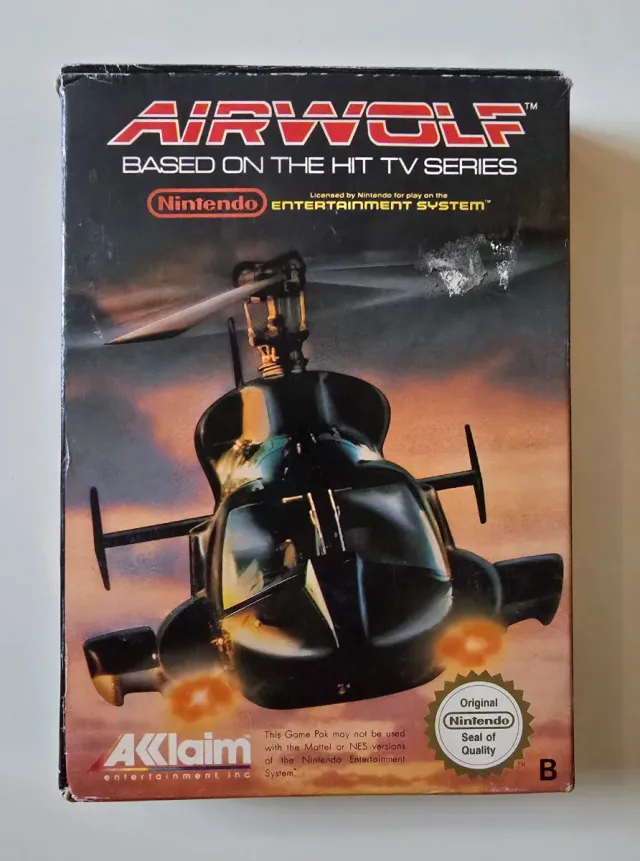 AIRWOLF™
BASED ON THE HIT TV SERIES
Licensed by Nintendo for play on the
Nintendo ENTERTAINMENT SYSTEM™
Original
Nintendo
Seal of
Quality
™
AKKlaim
entertainment, inc
This Game Pak may not be used
with the Mattel or NES versions
of the Nintendo Entertainment
System.
B